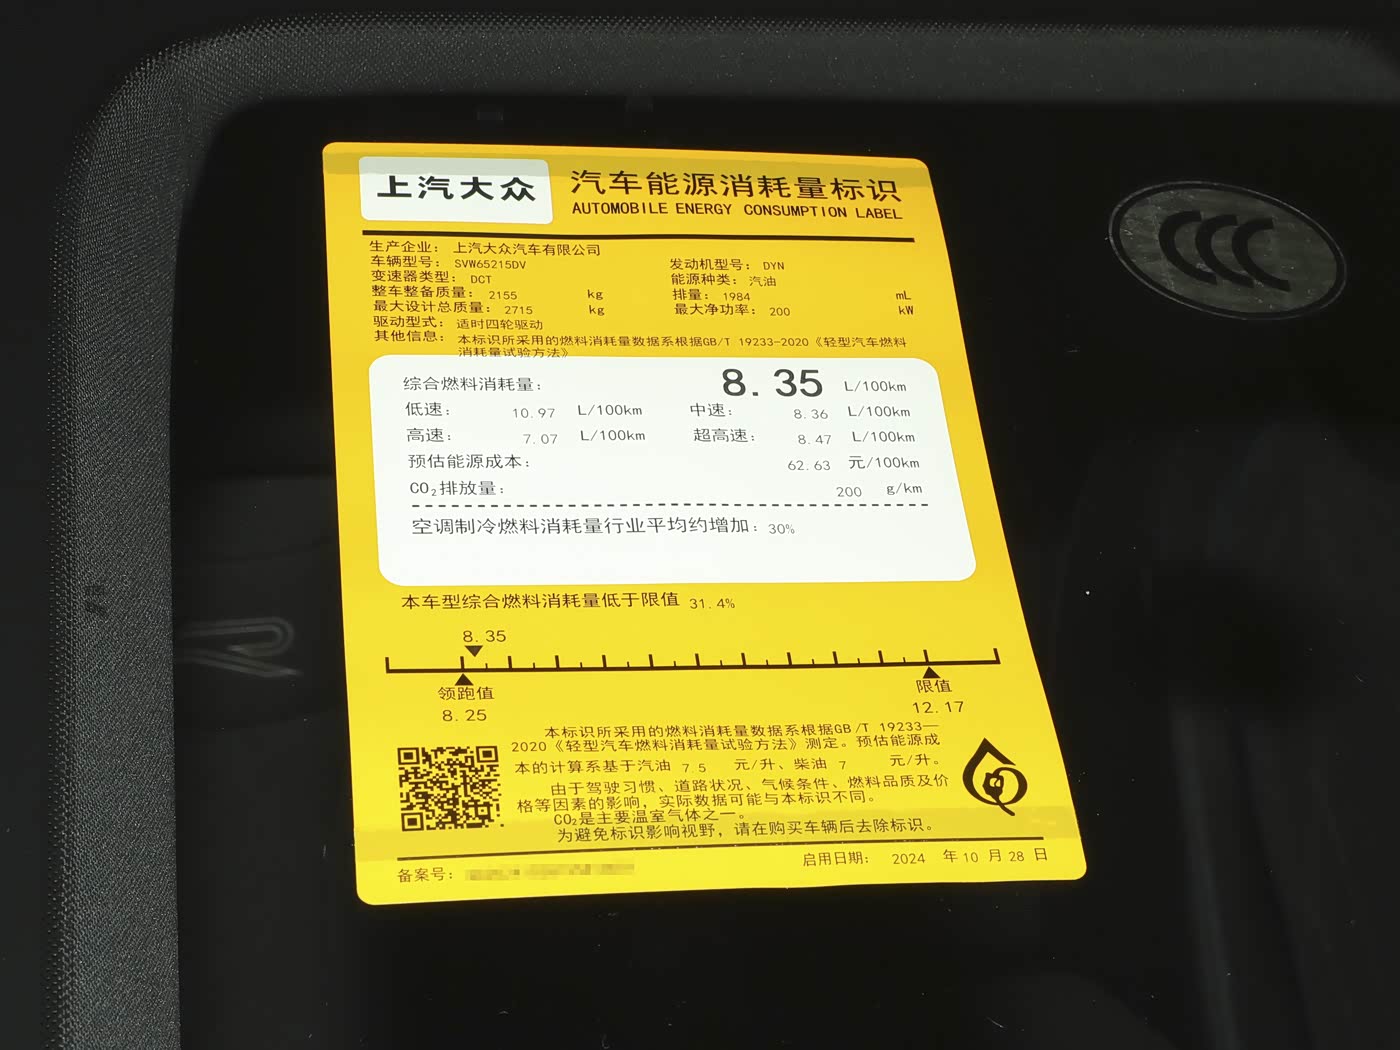 上汽大众
汽车能源消耗量标识
AUTOMOBILE ENERGY CONSUMPTION LABEL
生产企业: 上汽大众汽车有限公司
车辆型号: SVW65215DV 发动机型号: DYN
变速器类型: DCT 能源种类: 汽油
整车整备质量: 2155 kg 排量: 1984 mL
最大设计总质量: 2715 kg 最大净功率: 200 kW
驱动型式: 适时四轮驱动
其他信息: 本标识所采用的燃料消耗量数据系根据GB/T 19233-2020《轻型汽车燃料
消耗量试验方法》
综合燃料消耗量: 8.35 L/100km
低速: 10.97 L/100km 中速: 8.36 L/100km
高速: 7.07 L/100km 超高速: 8.47 L/100km
预估能源成本: 62.63 元/100km
CO₂排放量: 200 g/km
空调制冷燃料消耗量行业平均约增加: 30%
本车型综合燃料消耗量低于限值 31.4%
8.35
领跑值 限值
8.25 12.17
本标识所采用的燃料消耗量数据系根据GB/T 19233—
2020《轻型汽车燃料消耗量试验方法》测定。预估能源成
本的计算系基于汽油 7.5 元/升、柴油 7 元/升。
由于驾驶习惯、道路状况、气候条件、燃料品质及价
格等因素的影响，实际数据可能与本标识不同。
CO₂是主要温室气体之一。
为避免标识影响视野，请在购买车辆后去除标识。
备案号: 启用日期: 2024 年 10 月 28 日
CCC